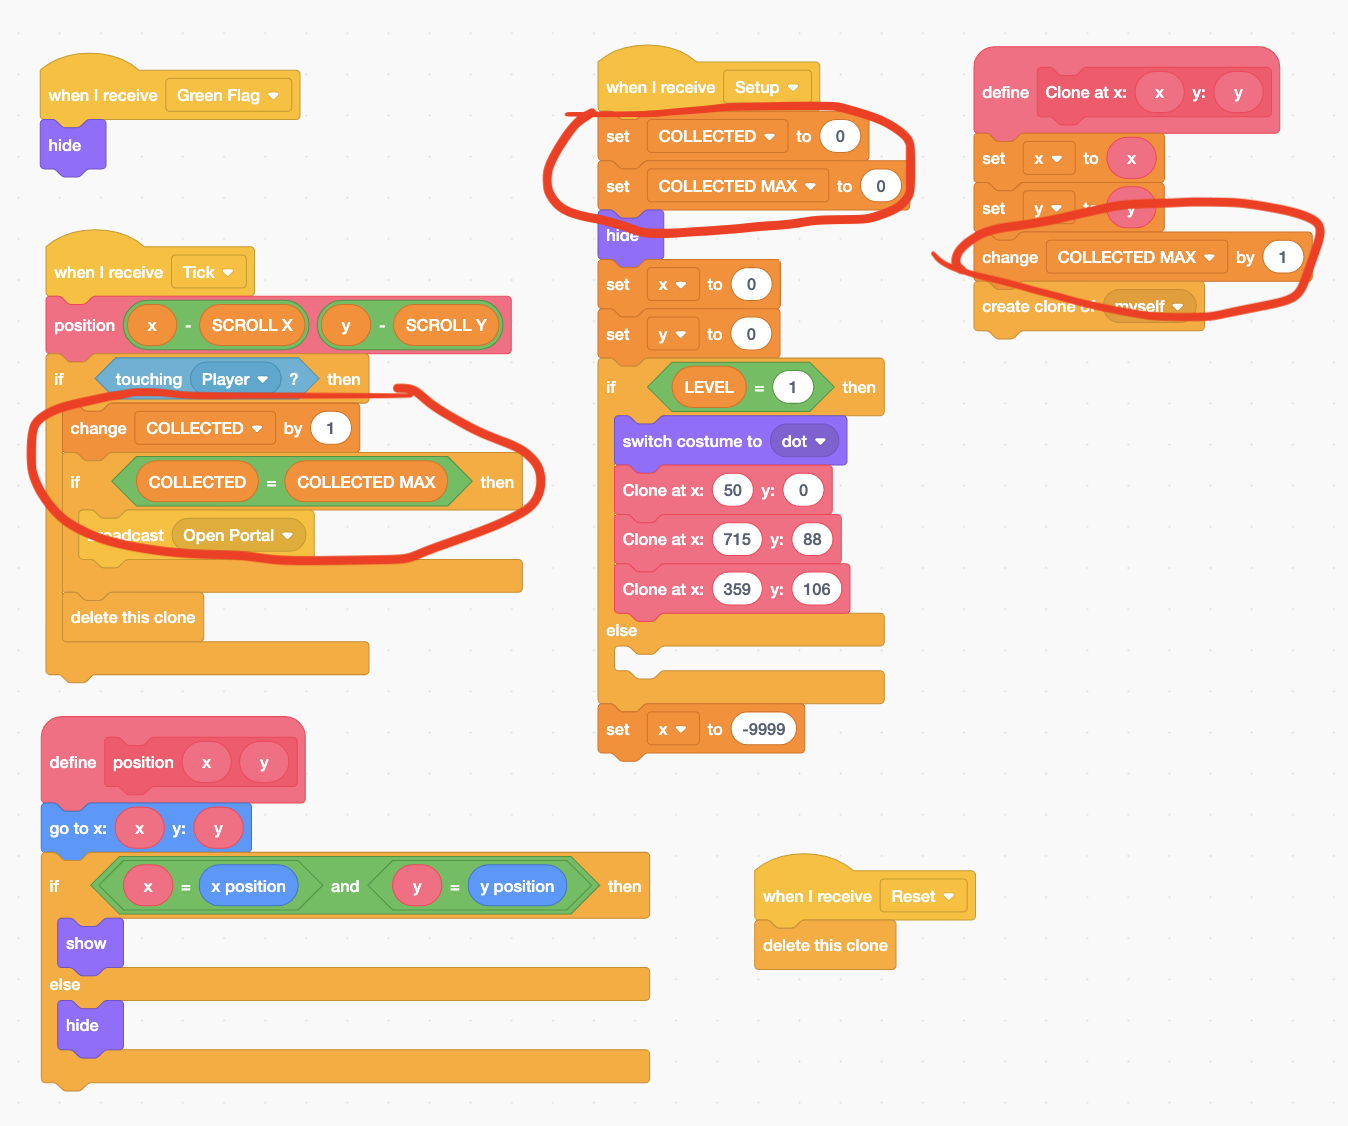 when I receive Green Flag
hide
when I receive Tick
position x - SCROLL X y - SCROLL Y
if touching Player ? then
change COLLECTED by 1
if COLLECTED = COLLECTED MAX then
broadcast Open Portal
delete this clone
define position x y
go to x: x y: y
if x = x position and y = y position then
show
else
hide
when I receive Setup
set COLLECTED to 0
set COLLECTED MAX to 0
hide
set x to 0
set y to 0
if LEVEL = 1 then
switch costume to dot
Clone at x: 50 y: 0
Clone at x: 715 y: 88
Clone at x: 359 y: 106
else
set x to -9999
define Clone at x: x y: y
set x to x
set y to y
change COLLECTED MAX by 1
create clone of myself
when I receive Reset
delete this clone